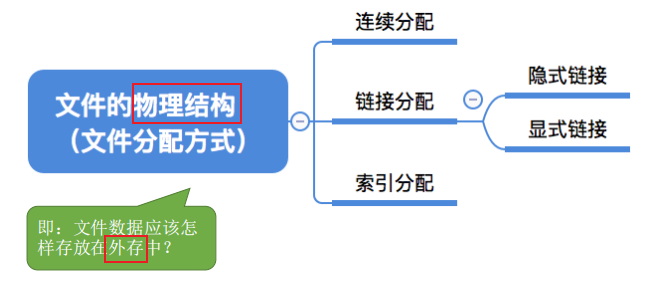 文件的物理结构
（文件分配方式）
连续分配
链接分配
隐式链接
显式链接
索引分配
即：文件数据应该怎
样存放在外存中？